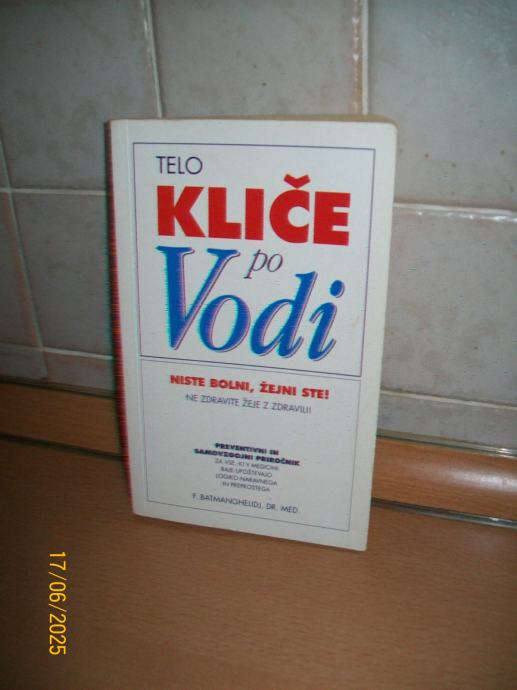 TELO
KLIČE
po
Vodi
NISTE BOLNI, ŽEJNI STE!
NE ZDRAVITE ŽEJE Z ZDRAVILI!
PREVENTIVNI IN
SAMOVZGOJNI PRIROČNIK
ZA VSE, KI V MEDICINI
RAJE UPOŠTEVAJO
LOGIKO NARAVNEGA
IN PREPROSTEGA
F. BATMANGHELIDJ, DR. MED.
17/06/2025